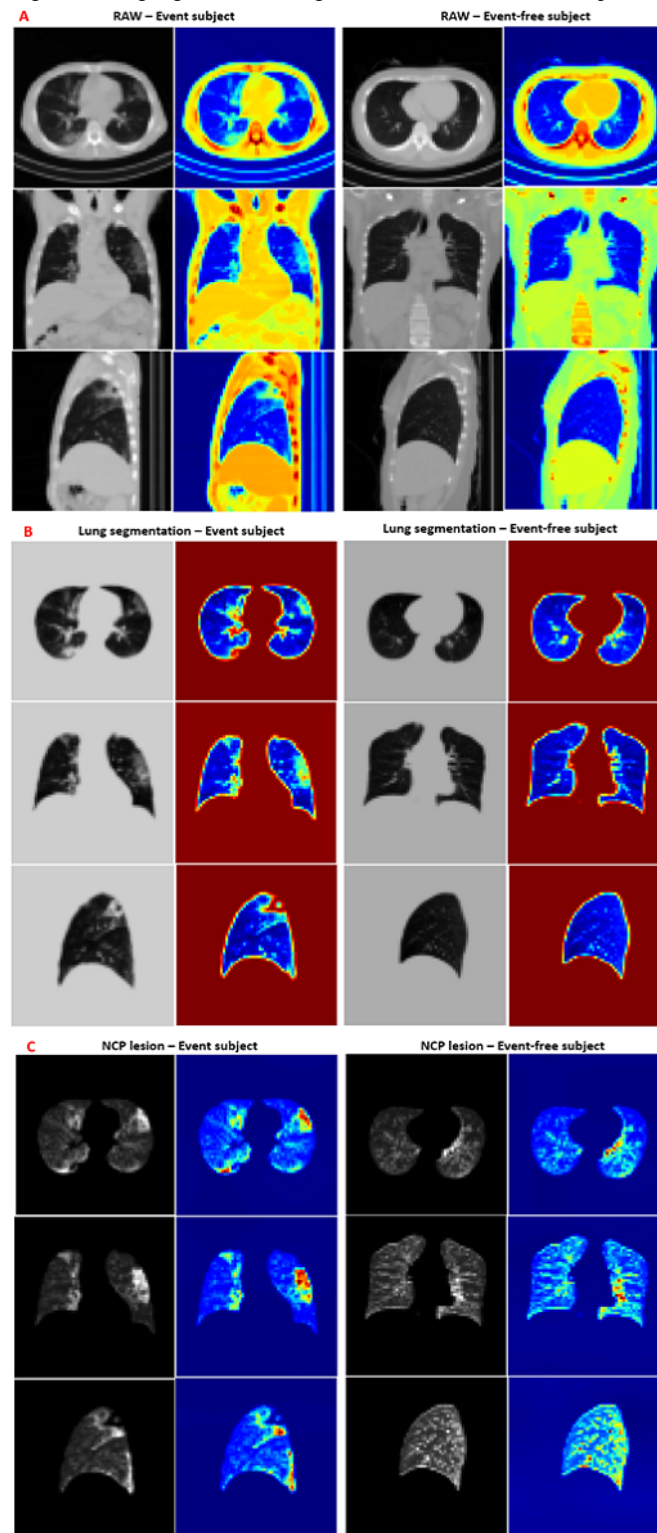 A
RAW – Event subject
RAW – Event-free subject
B
Lung segmentation – Event subject
Lung segmentation – Event-free subject
C
NCP lesion – Event subject
NCP lesion – Event-free subject